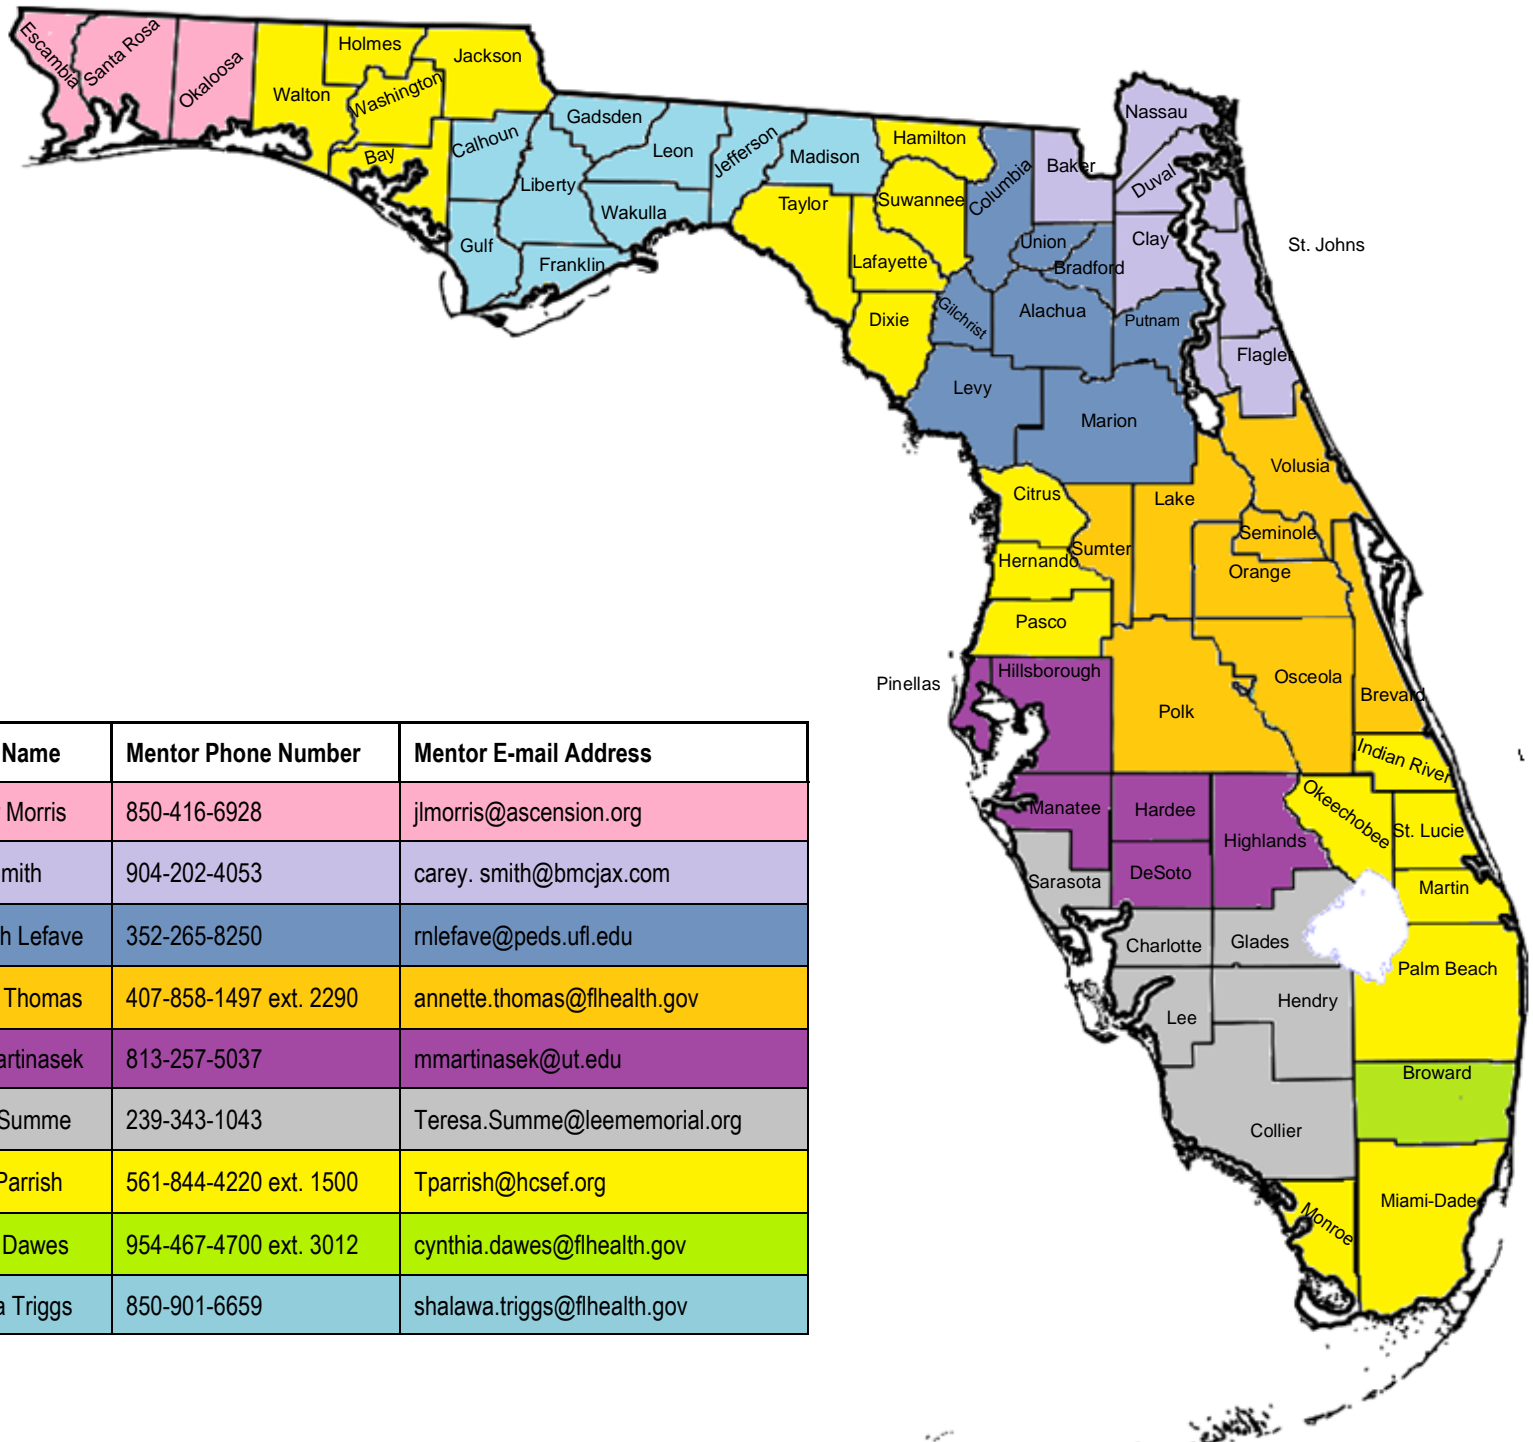 Escambia
Santa Rosa
Okaloosa
Walton
Holmes
Washington
Jackson
Bay
Calhoun
Gulf
Liberty
Gadsden
Franklin
Leon
Wakulla
Jefferson
Madison
Taylor
Hamilton
Suwannee
Lafayette
Dixie
Columbia
Baker
Nassau
Duval
Union
Bradford
Clay
St. Johns
Gilchrist
Alachua
Putnam
Flagler
Levy
Marion
Volusia
Citrus
Lake
Sumter
Seminole
Hernando
Orange
Pasco
Pinellas
Hillsborough
Polk
Osceola
Brevard
Indian River
Manatee
Hardee
Highlands
Okeechobee
St. Lucie
Sarasota
DeSoto
Martin
Charlotte
Glades
Palm Beach
Lee
Hendry
Broward
Collier
Monroe
Miami-Dade
Name Mentor Phone Number Mentor E-mail Address
Morris 850-416-6928 jlmorris@ascension.org
mith 904-202-4053 carey. smith@bmcjax.com
h Lefave 352-265-8250 rnlefave@peds.ufl.edu
Thomas 407-858-1497 ext. 2290 annette.thomas@flhealth.gov
artinasek 813-257-5037 mmartinasek@ut.edu
Summe 239-343-1043 Teresa.Summe@leememorial.org
Parrish 561-844-4220 ext. 1500 Tparrish@hcsef.org
Dawes 954-467-4700 ext. 3012 cynthia.dawes@flhealth.gov
a Triggs 850-901-6659 shalawa.triggs@flhealth.gov